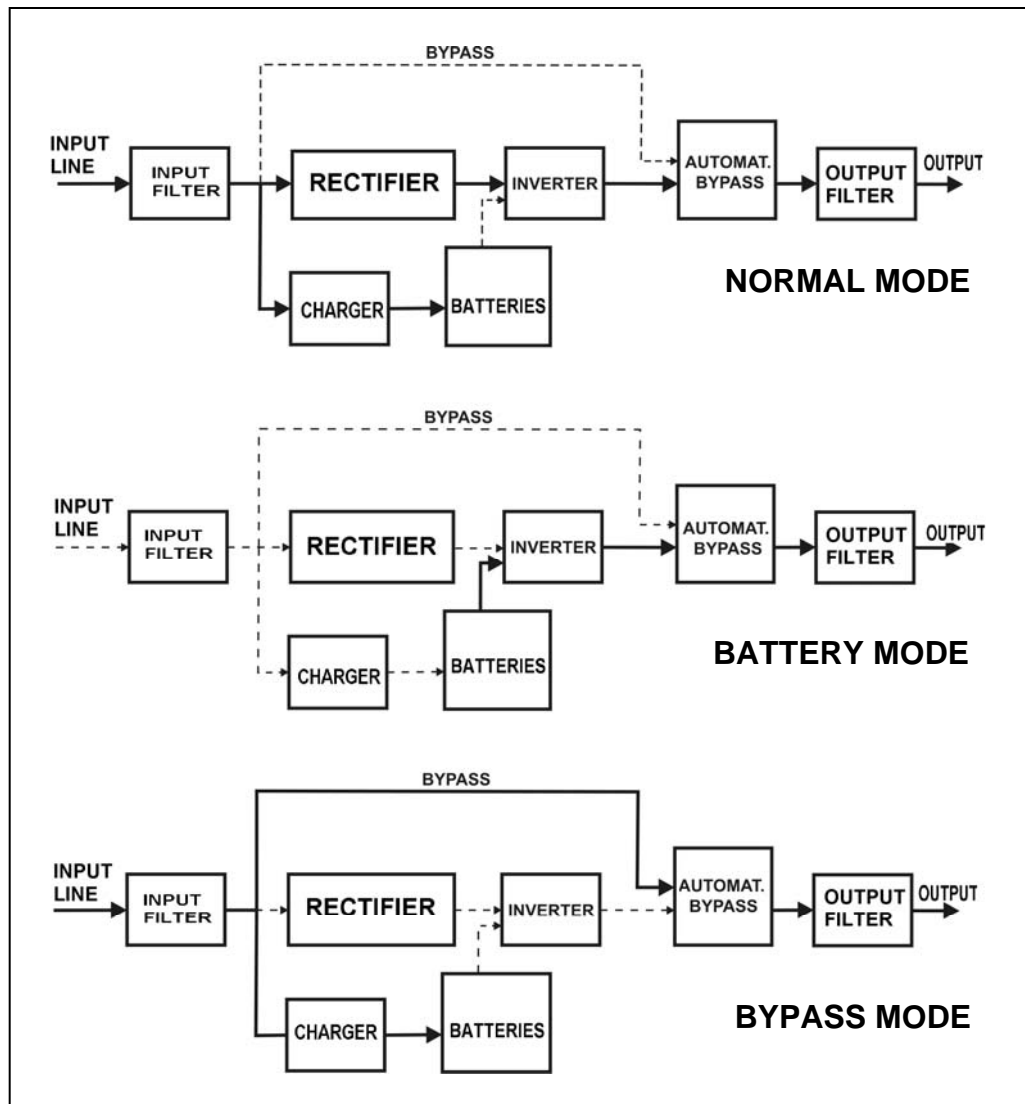 BYPASS
INPUT
LINE
INPUT
FILTER
RECTIFIER
INVERTER
AUTOMAT.
BYPASS
OUTPUT
FILTER
OUTPUT
CHARGER
BATTERIES
NORMAL MODE
BYPASS
INPUT
LINE
INPUT
FILTER
RECTIFIER
INVERTER
AUTOMAT.
BYPASS
OUTPUT
FILTER
OUTPUT
CHARGER
BATTERIES
BATTERY MODE
BYPASS
INPUT
LINE
INPUT
FILTER
RECTIFIER
INVERTER
AUTOMAT.
BYPASS
OUTPUT
FILTER
OUTPUT
CHARGER
BATTERIES
BYPASS MODE